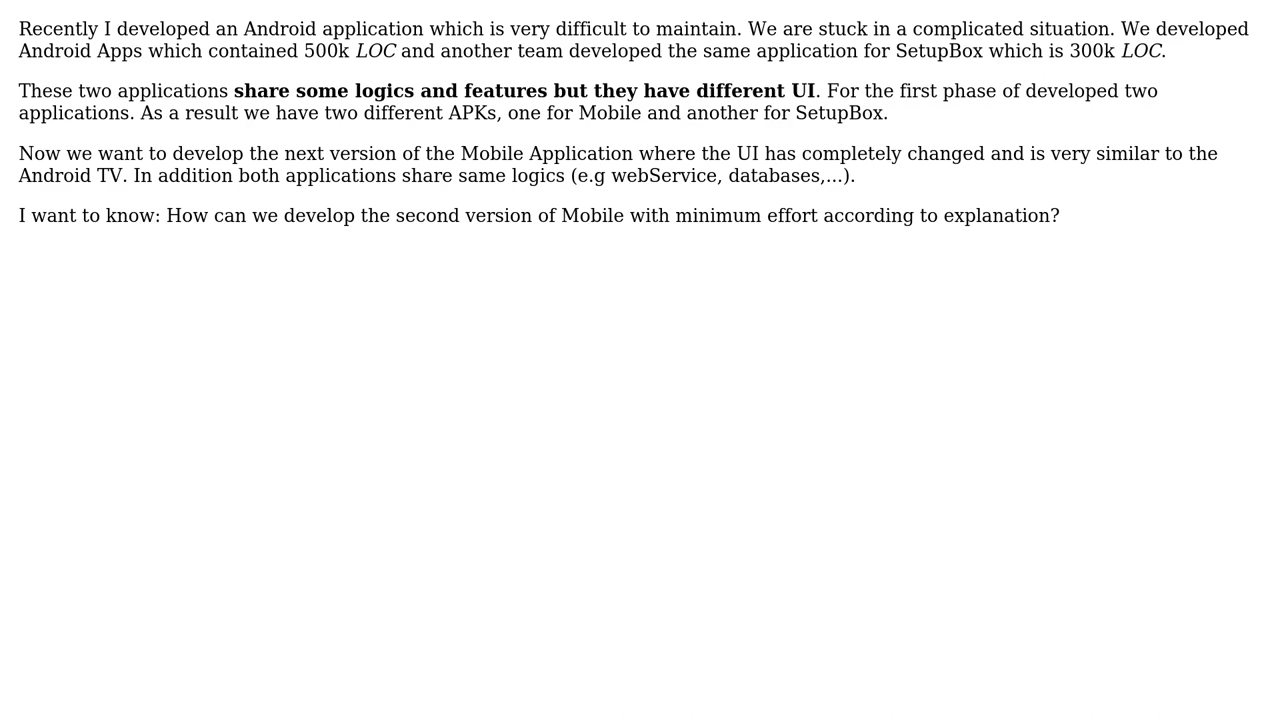 Recently I developed an Android application which is very difficult to maintain. We are stuck in a complicated situation. We developed
Android Apps which contained 500k LOC and another team developed the same application for SetupBox which is 300k LOC.
These two applications share some logics and features but they have different UI. For the first phase of developed two
applications. As a result we have two different APKs, one for Mobile and another for SetupBox.
Now we want to develop the next version of the Mobile Application where the UI has completely changed and is very similar to the
Android TV. In addition both applications share same logics (e.g webService, databases,...).
I want to know: How can we develop the second version of Mobile with minimum effort according to explanation?